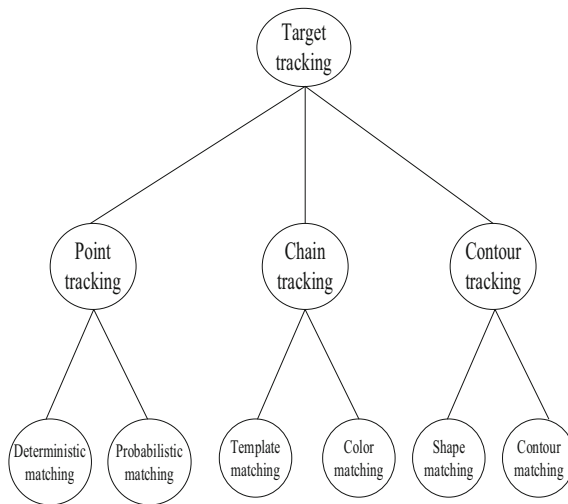 Target
tracking
Point
tracking
Chain
tracking
Contour
tracking
Deterministic
matching
Probabilistic
matching
Template
matching
Color
matching
Shape
matching
Contour
matching